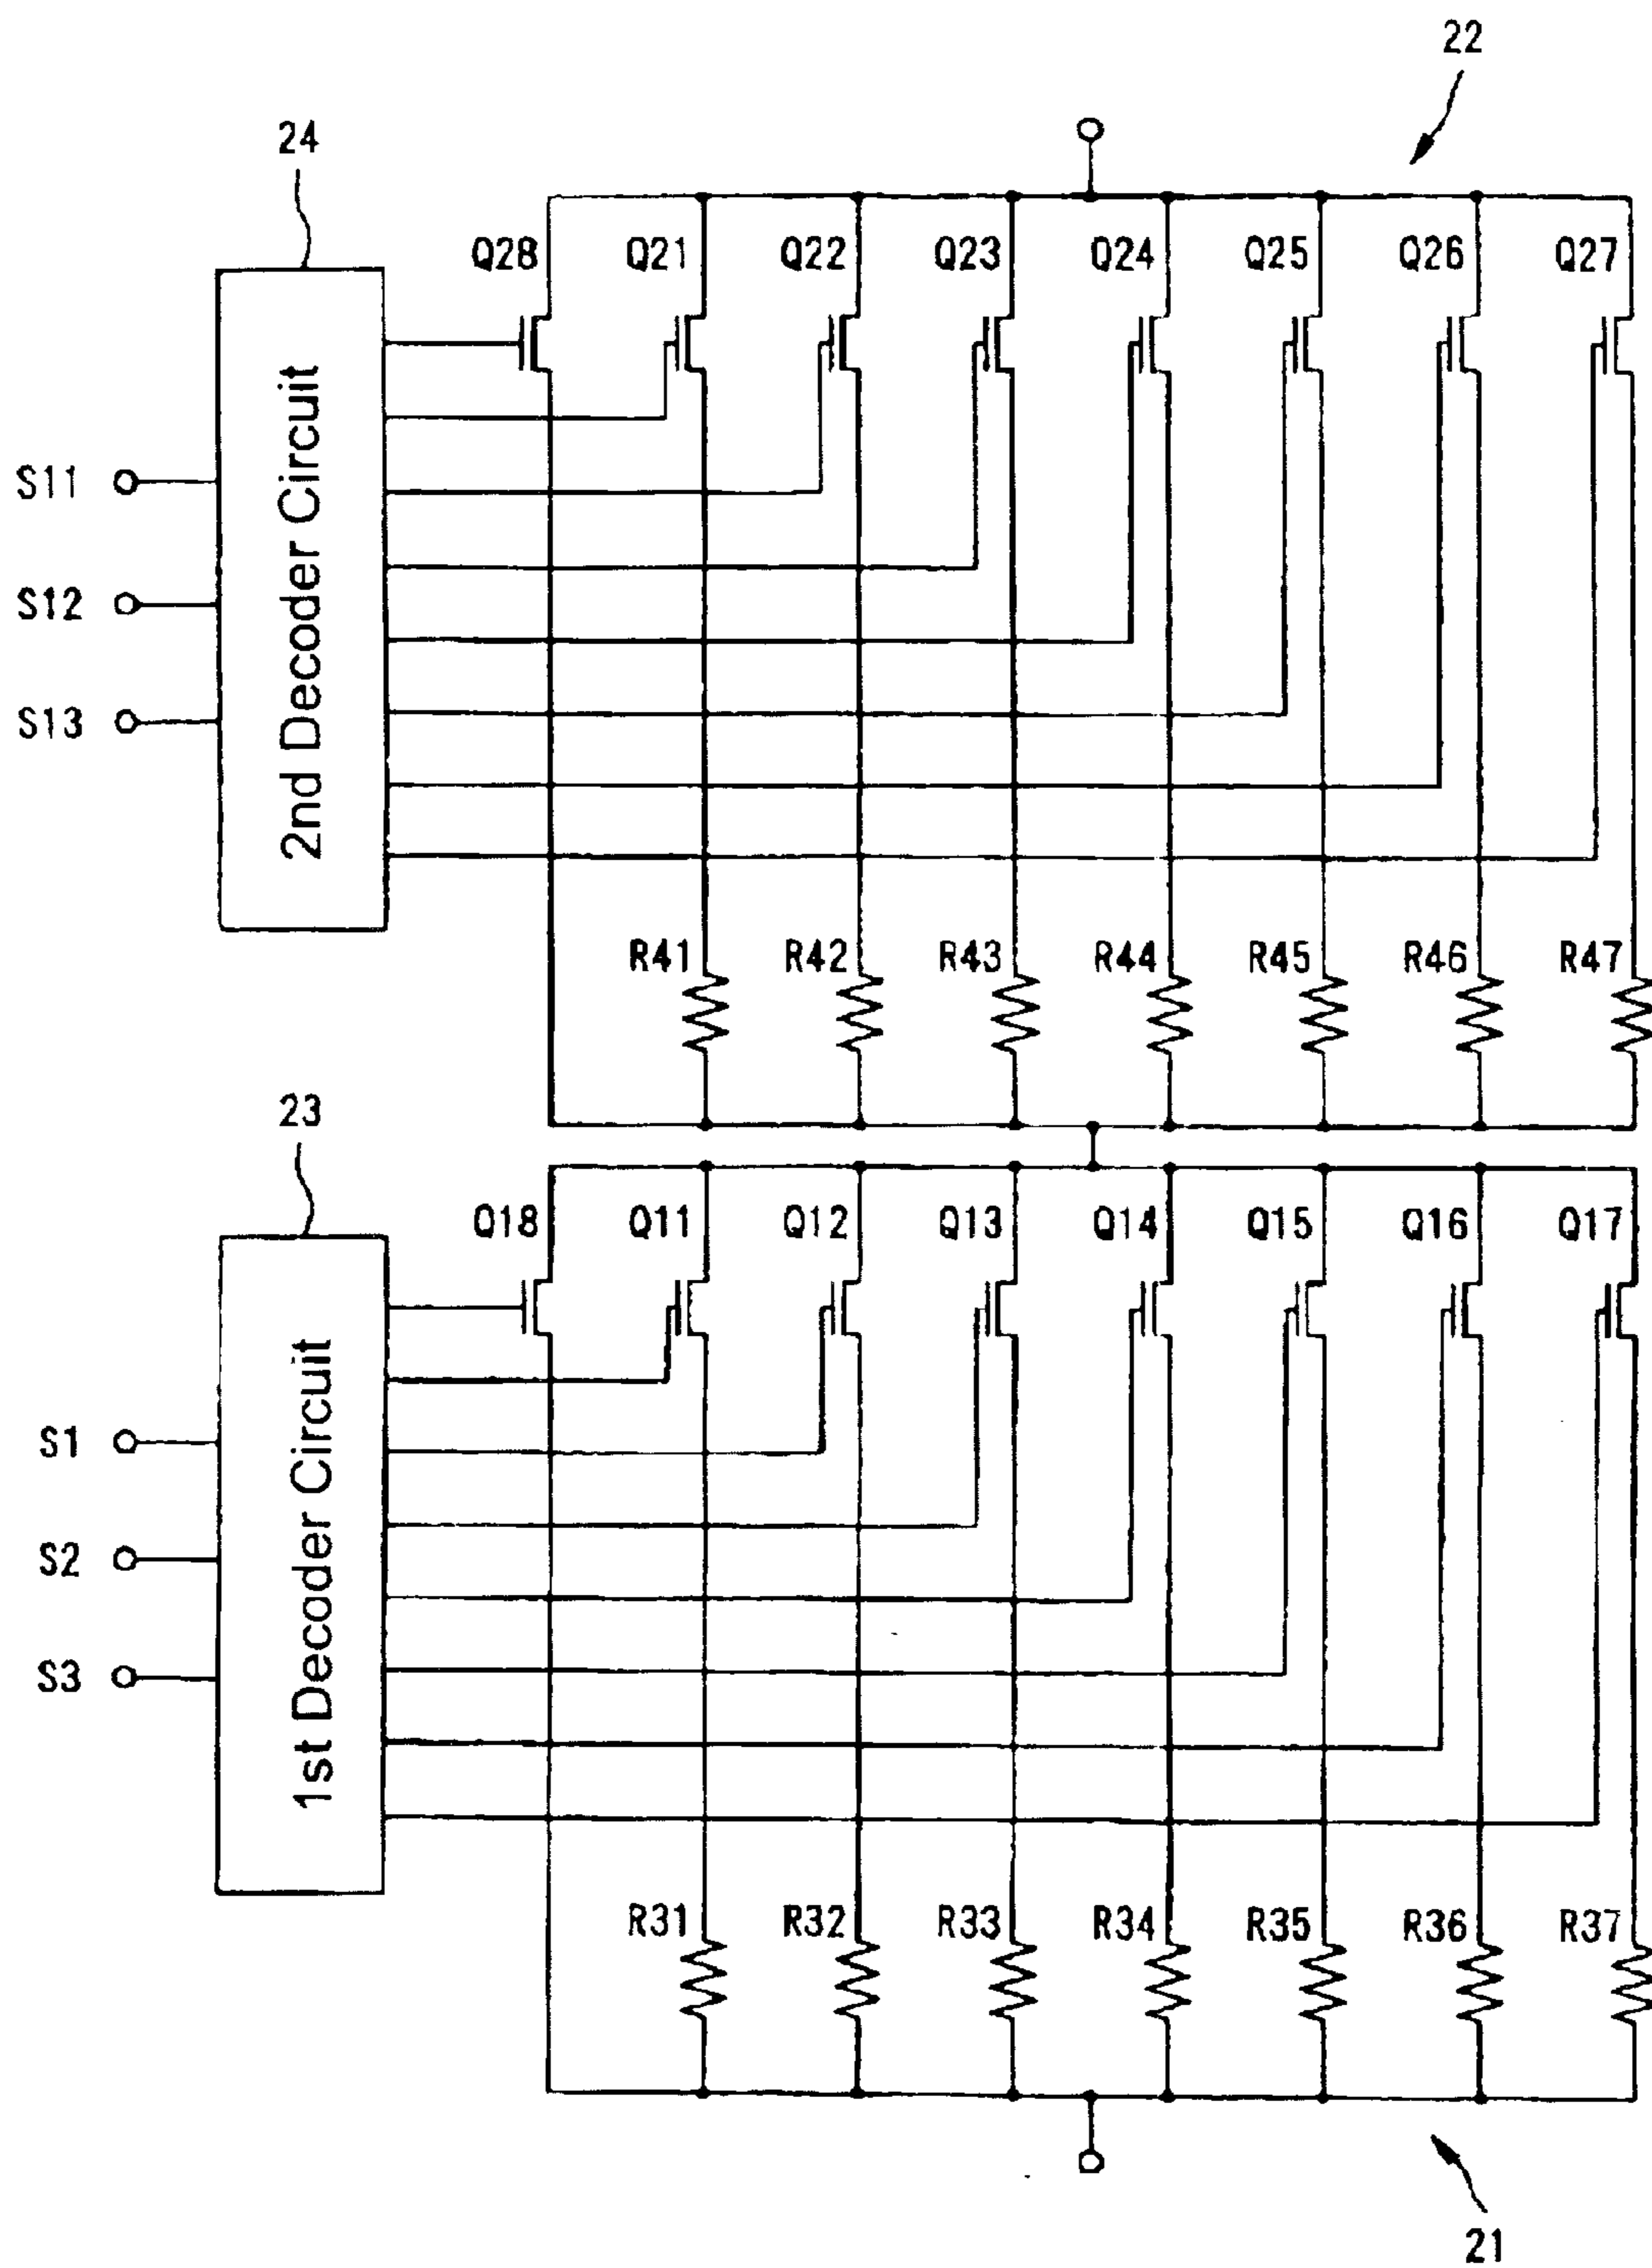 22
24
Q28 Q21 Q22 Q23 Q24 Q25 Q26 Q27
2nd Decoder Circuit
S11
S12
S13
R41 R42 R43 R44 R45 R46 R47
23
Q18 Q11 Q12 Q13 Q14 Q15 Q16 Q17
1st Decoder Circuit
S1
S2
S3
R31 R32 R33 R34 R35 R36 R37
21